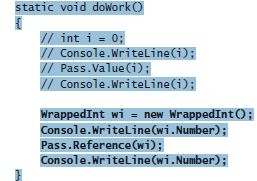 static void doWork()
{
// int i = 0;
// Console.WriteLine(i);
// Pass.Value(i);
// Console.WriteLine(i);
WrappedInt wi = new WrappedInt();
Console.WriteLine(wi.Number);
Pass.Reference(wi);
Console.WriteLine(wi.Number);
}